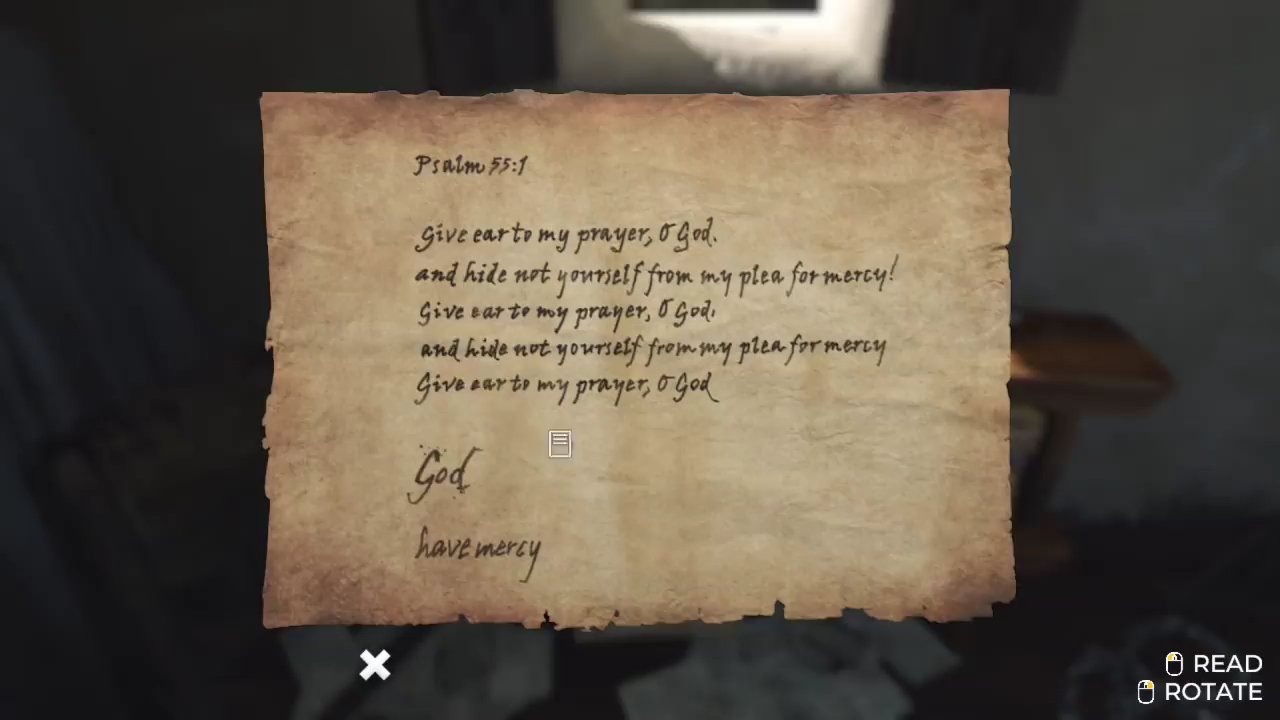 Psalm 55:1
Give ear to my prayer, O God.
and hide not yourself from my plea for mercy!
Give ear to my prayer, O God,
and hide not yourself from my plea for mercy
Give ear to my prayer, O God
God
have mercy
READ
ROTATE